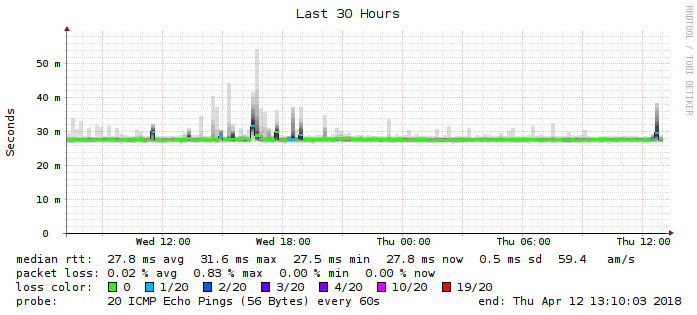 Last 30 Hours
RRDTOOL / TOBI OETIKER
Seconds
50 m
40 m
30 m
20 m
10 m
0
Wed 12:00 Wed 18:00 Thu 00:00 Thu 06:00 Thu 12:00
median rtt: 27.8 ms avg 31.6 ms max 27.5 ms min 27.8 ms now 0.5 ms sd 59.4 am/s
packet loss: 0.02 % avg 0.83 % max 0.00 % min 0.00 % now
loss color: 0 1/20 2/20 3/20 4/20 10/20 19/20
probe: 20 ICMP Echo Pings (56 Bytes) every 60s end: Thu Apr 12 13:10:03 2018